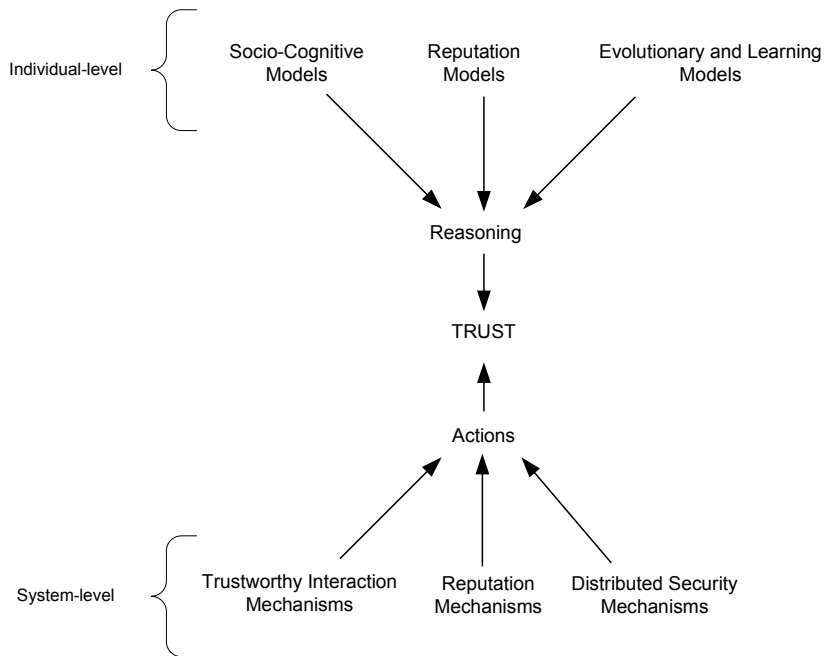 Individual-level
Socio-Cognitive
Models
Reputation
Models
Evolutionary and Learning
Models
Reasoning
TRUST
Actions
System-level
Trustworthy Interaction
Mechanisms
Reputation
Mechanisms
Distributed Security
Mechanisms